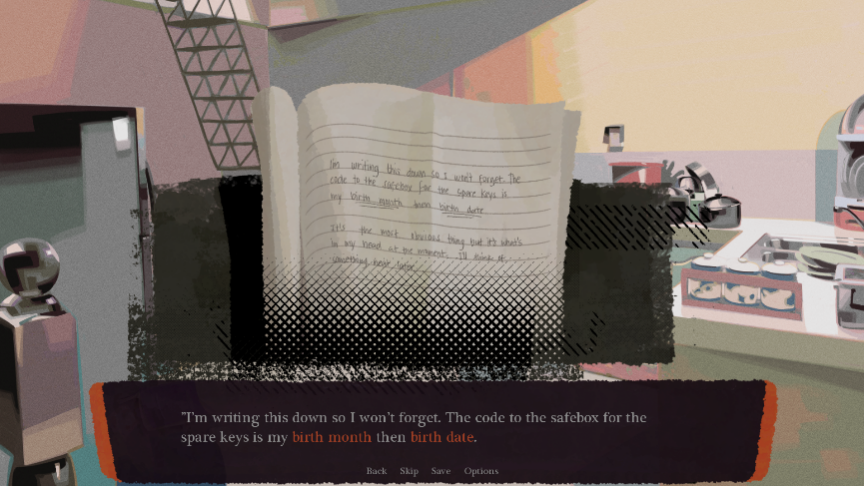 I'm writing this down so I won't forget. The
code to the safebox for the spare keys is
my birth month then birth date
It's the most obvious thing but it's what's
in my head at the moment. I'll think of
something better later.
"I'm writing this down so I won't forget. The code to the safebox for the
spare keys is my birth month then birth date.
Back Skip Save Options